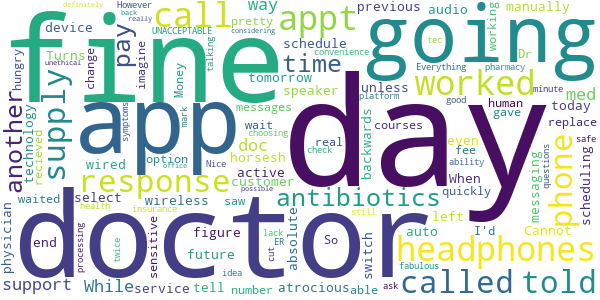 definitely However back really UNACCEPTABLE considering
call appt way previous audio manually
fine going
device pretty working tec
Turns pay schedule Dr pharmacy
hungry change imagine Money talking time speaker Everything
tomorrow unless minute
another supply app day worked med
technology recieved messages human good today
symptoms mark wait real courses gave replace
wired option doc platform backwards even fee safe
response Nice office horsesh check When ability
select customer active choosing quickly phone scheduling
health wireless saw antibiotics messaging questions
physician waited insurance still left I'd Cannot
doctor headphones
end processing twice sensitive figure lack ER So absolute switch auto
possible future cut fabulous
support While service tell number idea atrocious able ask called told
unethical convenience